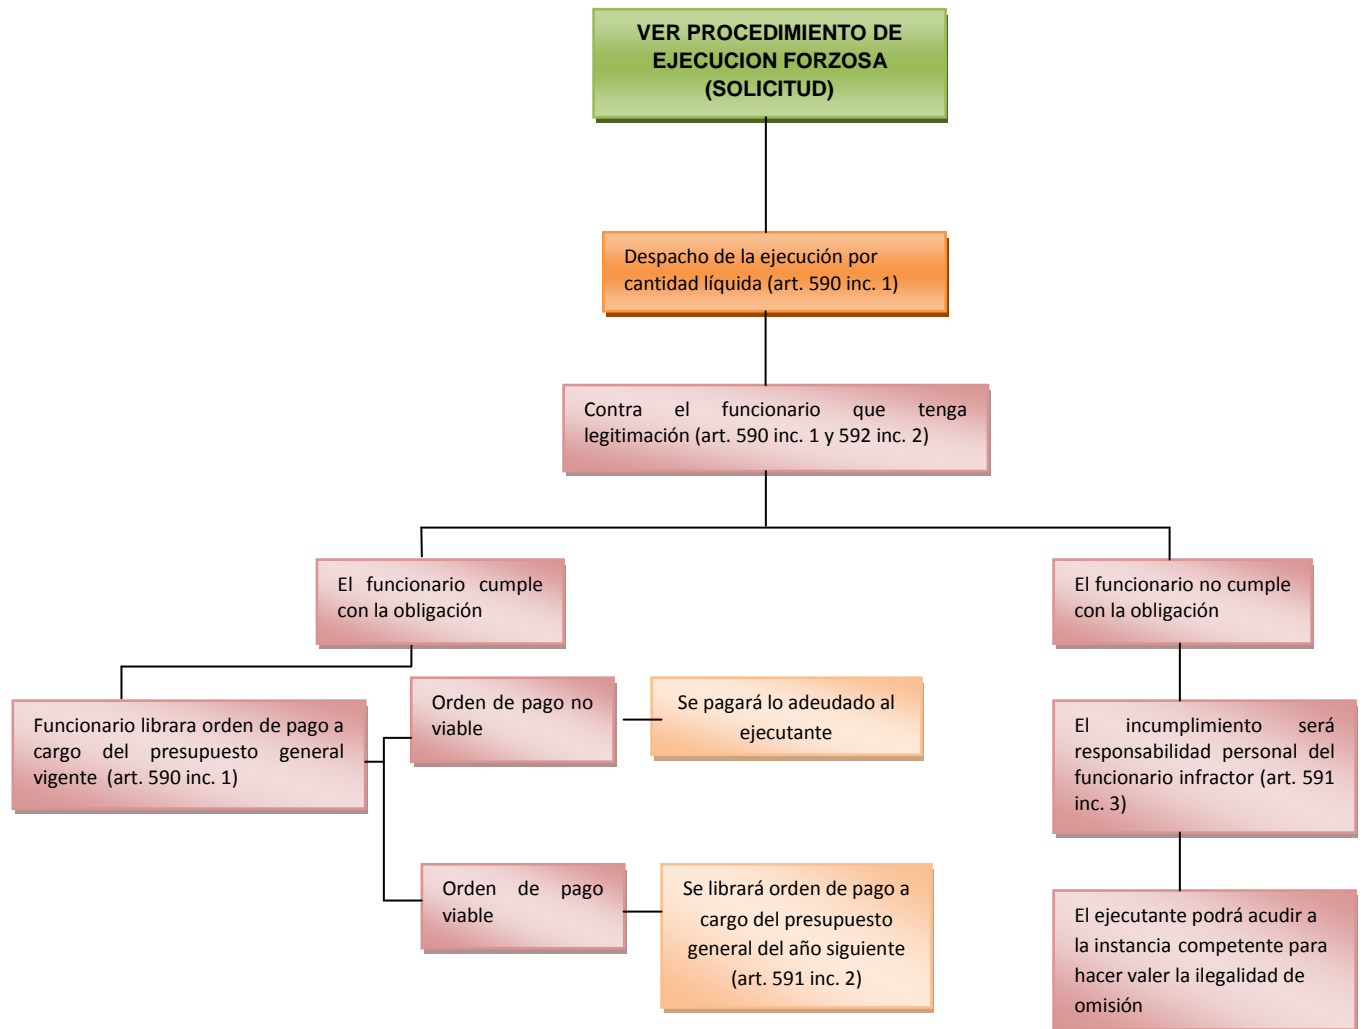 VER PROCEDIMIENTO DE
EJECUCION FORZOSA
(SOLICITUD)
Despacho de la ejecución por
cantidad líquida (art. 590 inc. 1)
Contra el funcionario que tenga
legitimación (art. 590 inc. 1 y 592 inc. 2)
El funcionario cumple
con la obligación
El funcionario no cumple
con la obligación
Funcionario librara orden de pago a
cargo del presupuesto general
vigente (art. 590 inc. 1)
Orden de pago no
viable
Se pagará lo adeudado al
ejecutante
El incumplimiento será
responsabilidad personal del
funcionario infractor (art. 591
inc. 3)
Orden de pago
viable
Se librará orden de pago a
cargo del presupuesto
general del año siguiente
(art. 591 inc. 2)
El ejecutante podrá acudir a
la instancia competente para
hacer valer la ilegalidad de
omisión